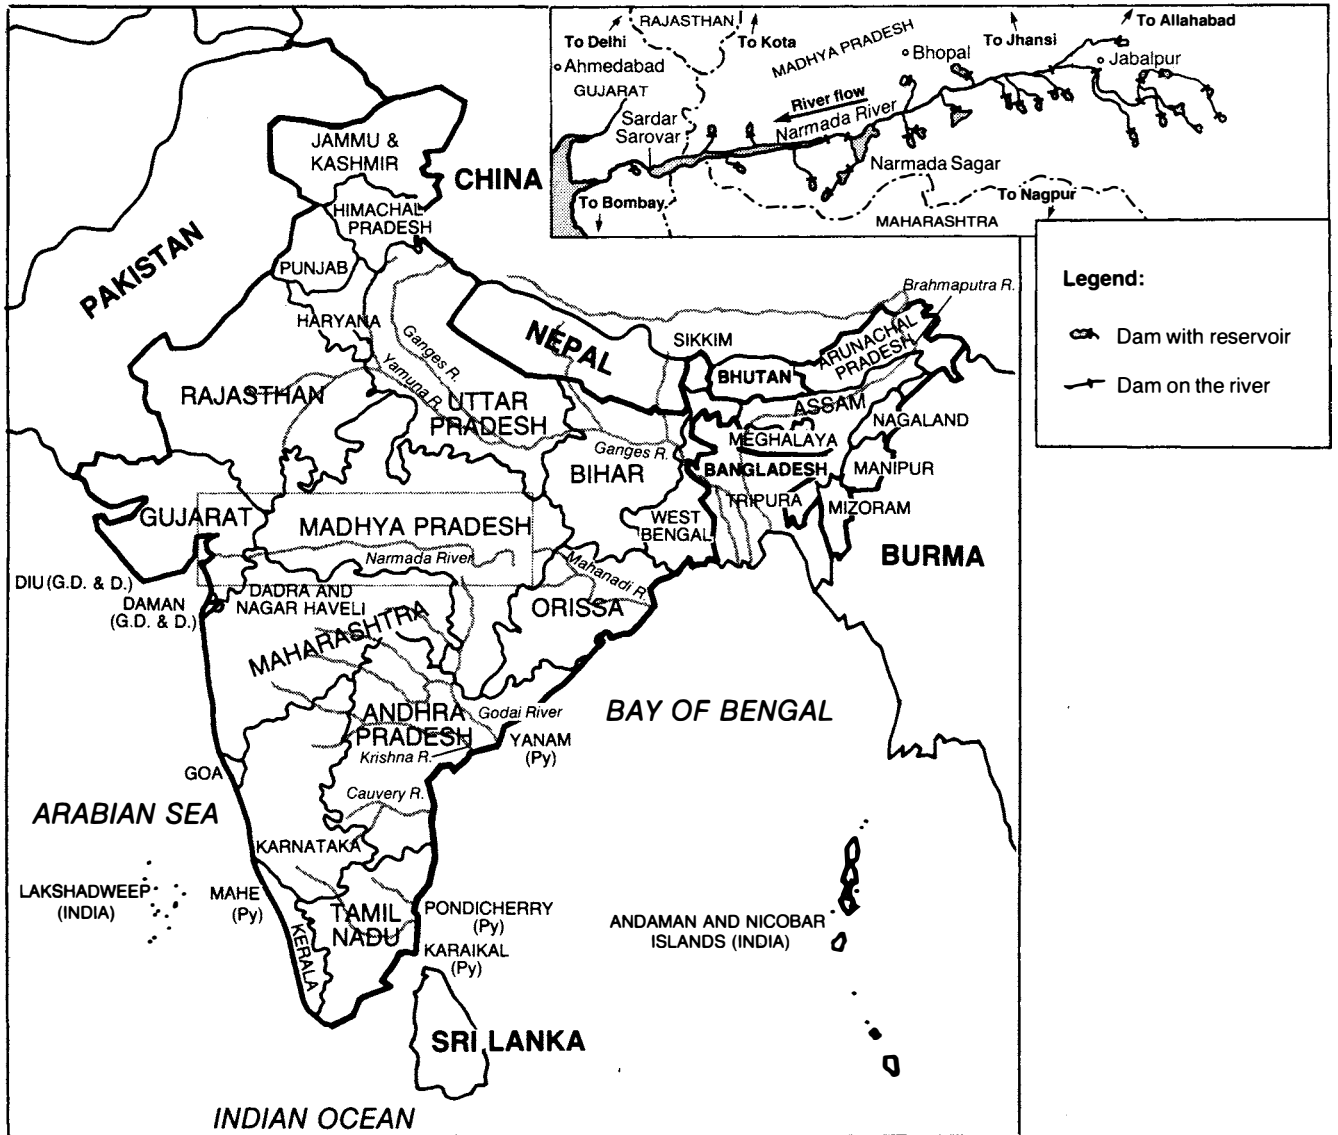 RAJASTHAN
To Delhi
To Kota
To Jhansi
To Allahabad
Ahmedabad
MADHYA PRADESH
Bhopal
Jabalpur
GUJARAT
River flow
Narmada River
Sardar
Sarovar
Narmada Sagar
To Bombay
To Nagpur
MAHARASHTRA
Legend:
Dam with reservoir
Dam on the river
JAMMU &
KASHMIR
CHINA
HIMACHAL
PRADESH
PAKISTAN
PUNJAB
HARYANA
Brahmaputra R.
NEPAL
SIKKIM
ARUNACHAL
PRADESH
BHUTAN
Ganges R.
Yamuna R.
RAJASTHAN
UTTAR
PRADESH
ASSAM
NAGALAND
MEGHALAYA
Ganges R.
BIHAR
BANGLADESH
MANIPUR
TRIPURA
MIZORAM
GUJARAT
MADHYA PRADESH
WEST
BENGAL
BURMA
Narmada River
Mahanadi R.
DIU (G.D. & D.)
DAMAN
(G.D. & D.)
DADRA AND
NAGAR HAVELI
ORISSA
MAHARASHTRA
BAY OF BENGAL
ANDHRA
PRADESH
Godai River
YANAM
(Py)
Krishna R.
GOA
Cauvery R.
ARABIAN SEA
KARNATAKA
LAKSHADWEEP
(INDIA)
MAHE
(Py)
TAMIL
NADU
PONDICHERRY
(Py)
KERALA
KARAIKAL
(Py)
ANDAMAN AND NICOBAR
ISLANDS (INDIA)
SRI LANKA
INDIAN OCEAN